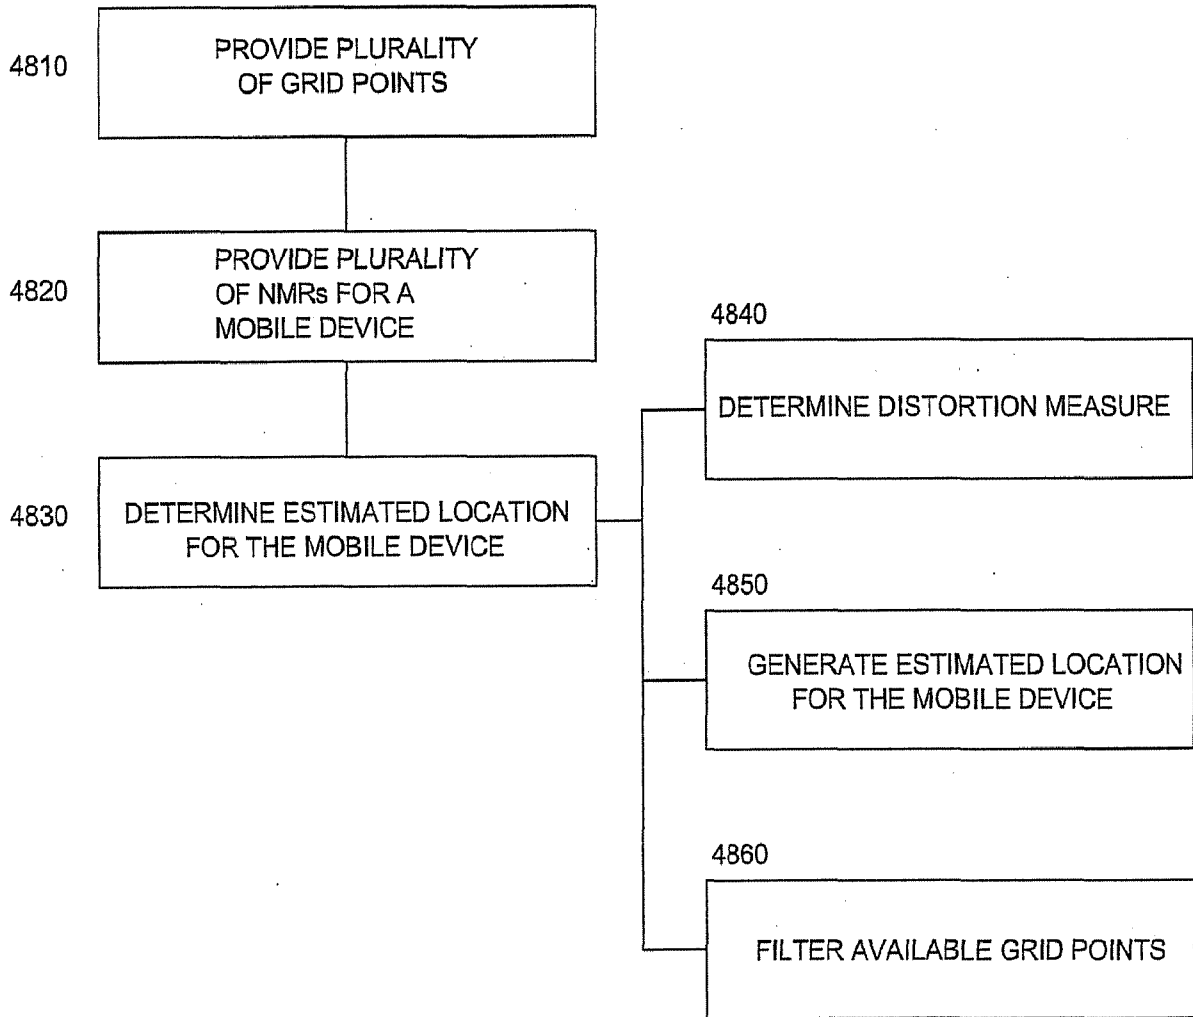 4810
PROVIDE PLURALITY
OF GRID POINTS
4820
PROVIDE PLURALITY
OF NMRs FOR A
MOBILE DEVICE
4830
DETERMINE ESTIMATED LOCATION
FOR THE MOBILE DEVICE
4840
DETERMINE DISTORTION MEASURE
4850
GENERATE ESTIMATED LOCATION
FOR THE MOBILE DEVICE
4860
FILTER AVAILABLE GRID POINTS